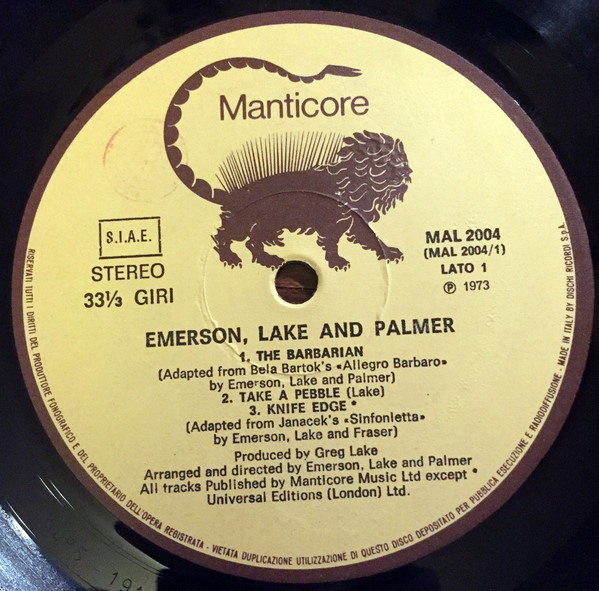 Manticore
S.I.A.E.
STEREO
33⅓ GIRI
MAL 2004
(MAL 2004/1)
LATO 1
℗ 1973
EMERSON, LAKE AND PALMER
1. THE BARBARIAN
(Adapted from Bela Bartok's «Allegro Barbaro»
by Emerson, Lake and Palmer)
2. TAKE A PEBBLE (Lake)
3. KNIFE EDGE *
(Adapted from Janacek's «Sinfonietta»
by Emerson, Lake and Fraser)
Produced by Greg Lake
Arranged and directed by Emerson, Lake and Palmer
All tracks Published by Manticore Music Ltd except *
Universal Editions (London) Ltd.
RISERVATI TUTTI I DIRITTI DEL PRODUTTORE FONOGRAFICO E DEL PROPRIETARIO DELL'OPERA REGISTRATA - VIETATA DUPLICAZIONE UTILIZZAZIONE DI QUESTO DISCO DEPOSITATO PER PUBBLICA ESECUZIONE E RADIODIFFUSIONE - MADE IN ITALY BY DISCHI RICORDI S.p.A.